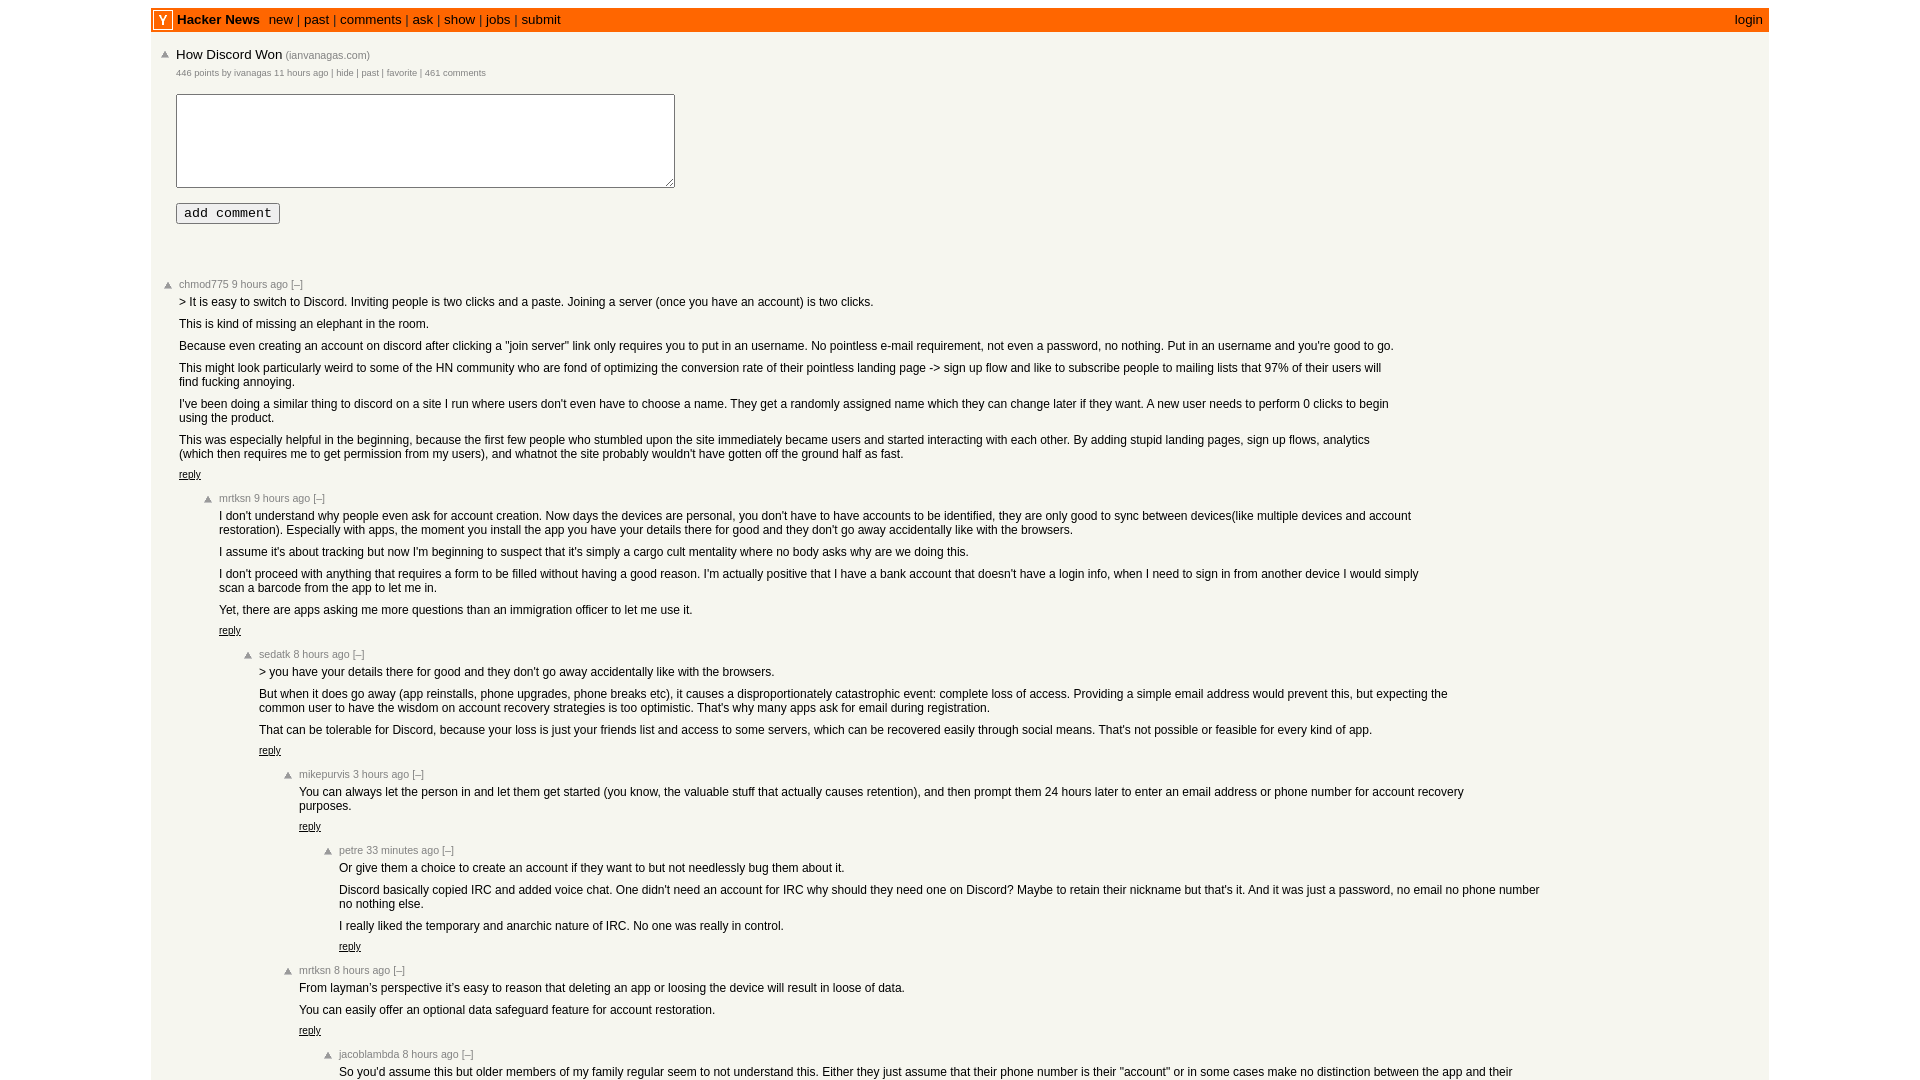 Y Hacker News new | past | comments | ask | show | jobs | submit login
How Discord Won (ianvanagas.com)
446 points by ivanagas 11 hours ago | hide | past | favorite | 461 comments
add comment
chmod775 9 hours ago [–]
> It is easy to switch to Discord. Inviting people is two clicks and a paste. Joining a server (once you have an account) is two clicks.
This is kind of missing an elephant in the room.
Because even creating an account on discord after clicking a "join server" link only requires you to put in an username. No pointless e-mail requirement, not even a password, no nothing. Put in an username and you're good to go.
This might look particularly weird to some of the HN community who are fond of optimizing the conversion rate of their pointless landing page -> sign up flow and like to subscribe people to mailing lists that 97% of their users will
find fucking annoying.
I've been doing a similar thing to discord on a site I run where users don't even have to choose a name. They get a randomly assigned name which they can change later if they want. A new user needs to perform 0 clicks to begin
using the product.
This was especially helpful in the beginning, because the first few people who stumbled upon the site immediately became users and started interacting with each other. By adding stupid landing pages, sign up flows, analytics
(which then requires me to get permission from my users), and whatnot the site probably wouldn't have gotten off the ground half as fast.
reply
mrtksn 9 hours ago [–]
I don't understand why people even ask for account creation. Now days the devices are personal, you don't have to have accounts to be identified, they are only good to sync between devices(like multiple devices and account
restoration). Especially with apps, the moment you install the app you have your details there for good and they don't go away accidentally like with the browsers.
I assume it's about tracking but now I'm beginning to suspect that it's simply a cargo cult mentality where no body asks why are we doing this.
I don't proceed with anything that requires a form to be filled without having a good reason. I'm actually positive that I have a bank account that doesn't have a login info, when I need to sign in from another device I would simply
scan a barcode from the app to let me in.
Yet, there are apps asking me more questions than an immigration officer to let me use it.
reply
sedatk 8 hours ago [–]
> you have your details there for good and they don't go away accidentally like with the browsers.
But when it does go away (app reinstalls, phone upgrades, phone breaks etc), it causes a disproportionately catastrophic event: complete loss of access. Providing a simple email address would prevent this, but expecting the
common user to have the wisdom on account recovery strategies is too optimistic. That's why many apps ask for email during registration.
That can be tolerable for Discord, because your loss is just your friends list and access to some servers, which can be recovered easily through social means. That's not possible or feasible for every kind of app.
reply
mikepurvis 3 hours ago [–]
You can always let the person in and let them get started (you know, the valuable stuff that actually causes retention), and then prompt them 24 hours later to enter an email address or phone number for account recovery
purposes.
reply
petre 33 minutes ago [–]
Or give them a choice to create an account if they want to but not needlessly bug them about it.
Discord basically copied IRC and added voice chat. One didn't need an account for IRC why should they need one on Discord? Maybe to retain their nickname but that's it. And it was just a password, no email no phone number
no nothing else.
I really liked the temporary and anarchic nature of IRC. No one was really in control.
reply
mrtksn 8 hours ago [–]
From layman’s perspective it’s easy to reason that deleting an app or loosing the device will result in loose of data.
You can easily offer an optional data safeguard feature for account restoration.
reply
jacoblambda 8 hours ago [–]
So you'd assume this but older members of my family regular seem to not understand this. Either they just assume that their phone number is their "account" or in some cases make no distinction between the app and their